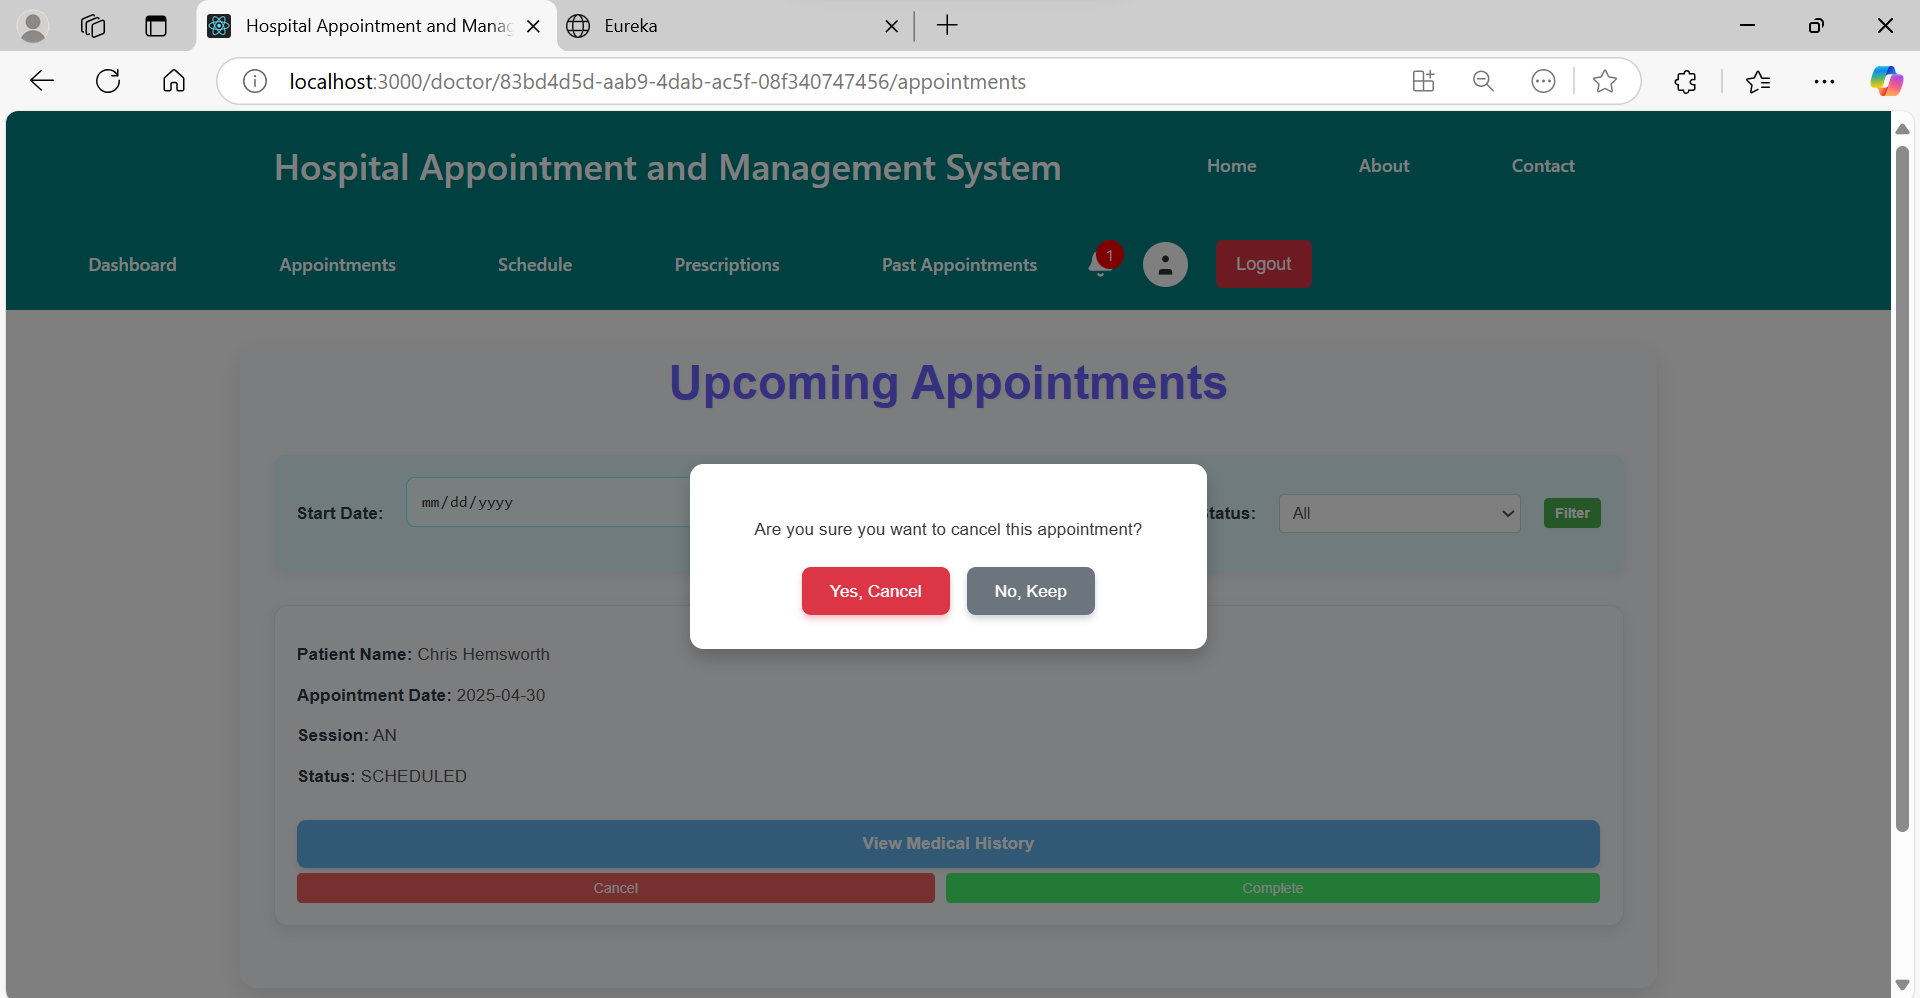 Hospital Appointment and Manag
Eureka
localhost:3000/doctor/83bd4d5d-aab9-4dab-ac5f-08f340747456/appointments
Hospital Appointment and Management System
Home
About
Contact
Dashboard
Appointments
Schedule
Prescriptions
Past Appointments
1
Logout
Upcoming Appointments
Start Date:
mm/dd/yyyy
tatus:
All
Filter
Are you sure you want to cancel this appointment?
Yes, Cancel
No, Keep
Patient Name: Chris Hemsworth
Appointment Date: 2025-04-30
Session: AN
Status: SCHEDULED
View Medical History
Cancel
Complete